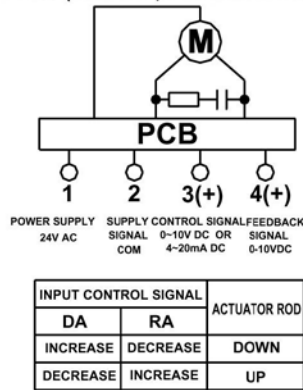 M
PCB
1 2 3(+) 4(+)
POWER SUPPLY SUPPLY CONTROL SIGNAL FEEDBACK
24V AC SIGNAL 0~10V DC OR SIGNAL
COM 4~20mA DC 0-10VDC
INPUT CONTROL SIGNAL ACTUATOR ROD
DA RA
INCREASE DECREASE DOWN
DECREASE INCREASE UP